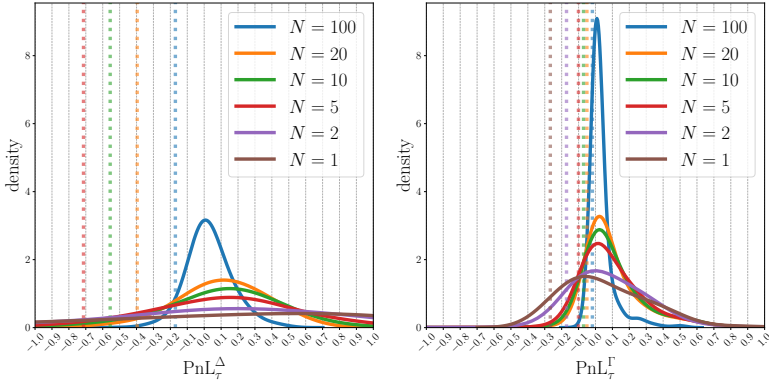 density
8
6
4
2
0
N = 100
N = 20
N = 10
N = 5
N = 2
N = 1
-1.0 -0.9 -0.8 -0.7 -0.6 -0.5 -0.4 -0.3 -0.2 -0.1 0.0 0.1 0.2 0.3 0.4 0.5 0.6 0.7 0.8 0.9 1.0
PnL_τ^Δ
density
8
6
4
2
0
N = 100
N = 20
N = 10
N = 5
N = 2
N = 1
-1.0 -0.9 -0.8 -0.7 -0.6 -0.5 -0.4 -0.3 -0.2 -0.1 0.0 0.1 0.2 0.3 0.4 0.5 0.6 0.7 0.8 0.9 1.0
PnL_τ^Γ